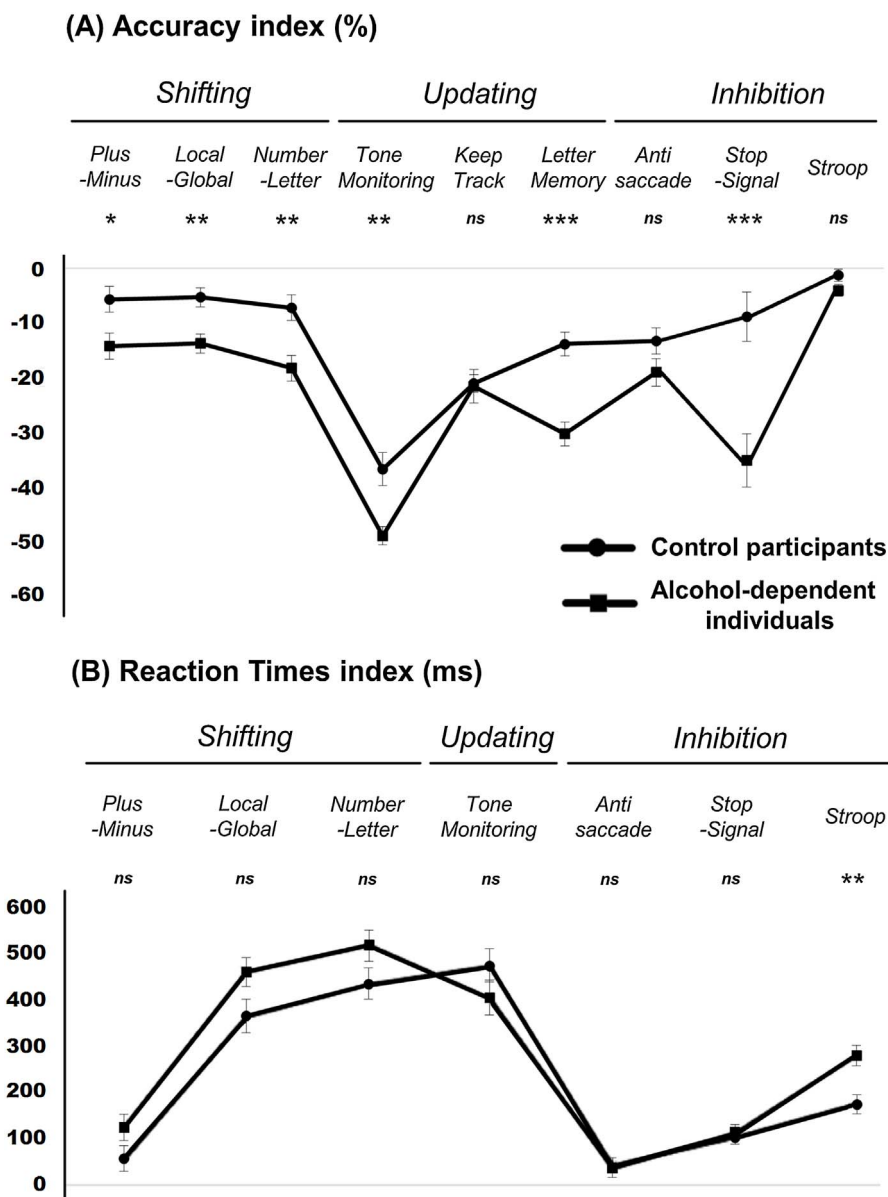 (A) Accuracy index (%)
Shifting Updating Inhibition
Plus Local Number Tone Keep Letter Anti Stop Stroop
-Minus -Global -Letter Monitoring Track Memory saccade -Signal
* ** ** ** ns *** ns *** ns
0
-10
-20
-30
-40
-50
-60
Control participants
Alcohol-dependent
individuals
(B) Reaction Times index (ms)
Shifting Updating Inhibition
Plus Local Number Tone Anti Stop Stroop
-Minus -Global -Letter Monitoring saccade -Signal
ns ns ns ns ns ns **
600
500
400
300
200
100
0